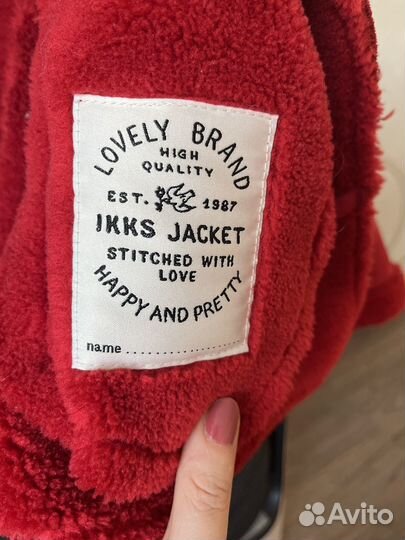 LOVELY BRAND
HIGH
QUALITY
EST. 1987
IKKS JACKET
STITCHED WITH
LOVE
HAPPY AND PRETTY
name ......................
Avito